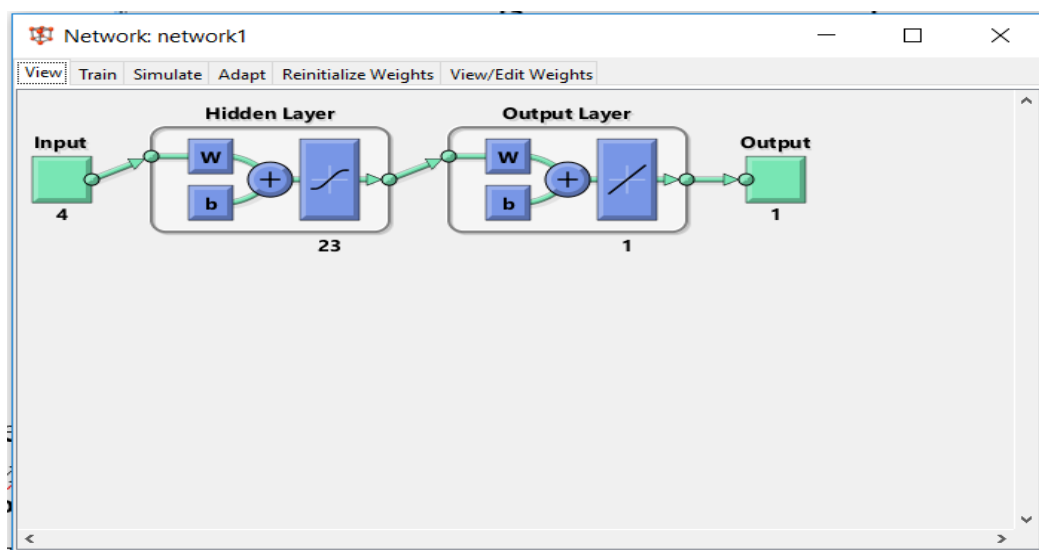 Network: network1
View Train Simulate Adapt Reinitialize Weights View/Edit Weights
Hidden Layer Output Layer
Input Output
W W
b b
4 1
23 1